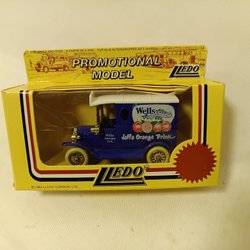 PROMOTIONAL
MODEL
LLEDO
Wells
Jaffa Orange Drink
LLEDO